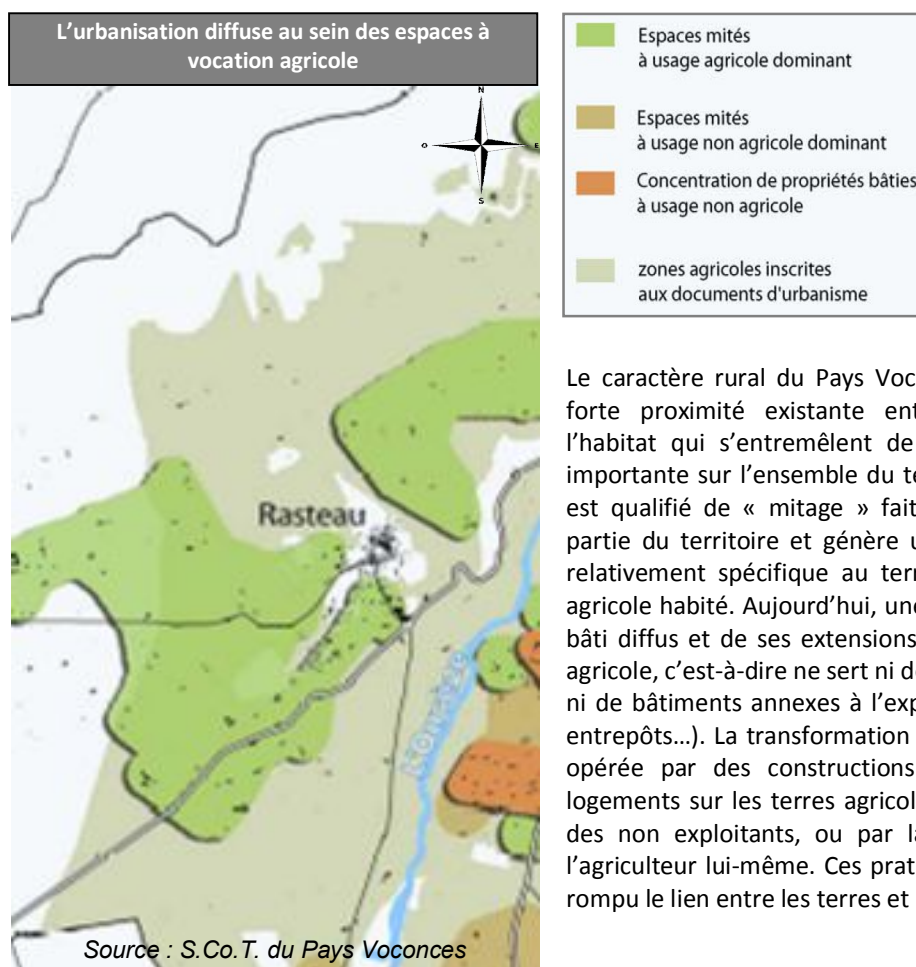 L’urbanisation diffuse au sein des espaces à
vocation agricole
N
O
E
S
Rasteau
L'Ouvèze
Source : S.Co.T. du Pays Voconces
Espaces mités
à usage agricole dominant
Espaces mités
à usage non agricole dominant
Concentration de propriétés bâties
à usage non agricole
zones agricoles inscrites
aux documents d'urbanisme
Le caractère rural du Pays Voc
forte proximité existante ent
l’habitat qui s’entremêlent de
importante sur l’ensemble du te
est qualifié de « mitage » fait
partie du territoire et génère u
relativement spécifique au terr
agricole habité. Aujourd’hui, une
bâti diffus et de ses extensions
agricole, c’est-à-dire ne sert ni d
ni de bâtiments annexes à l’exp
entrepôts…). La transformation
opérée par des constructions
logements sur les terres agricol
des non exploitants, ou par la
l’agriculteur lui-même. Ces prat
rompu le lien entre les terres et